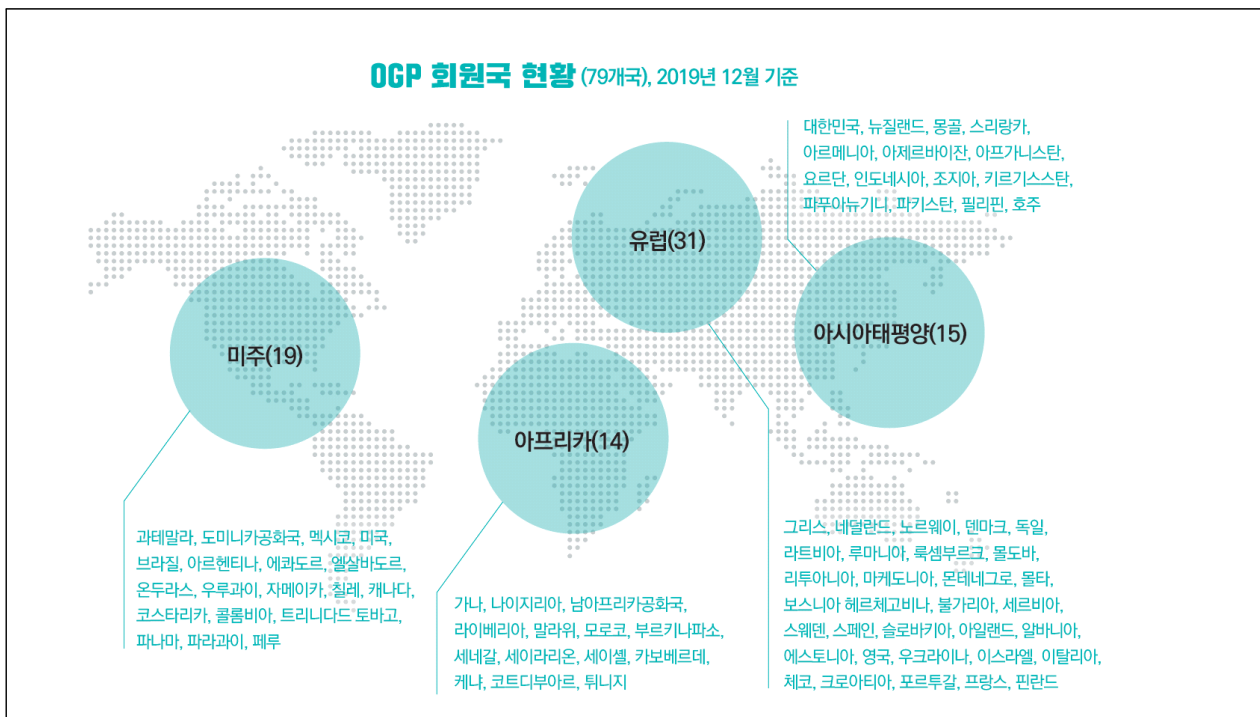 OGP 회원국 현황 (79개국), 2019년 12월 기준
대한민국, 뉴질랜드, 몽골, 스리랑카,
아르메니아, 아제르바이잔, 아프가니스탄,
요르단, 인도네시아, 조지아, 키르기스스탄,
파푸아뉴기니, 파키스탄, 필리핀, 호주
유럽(31)
아시아태평양(15)
미주(19)
아프리카(14)
과테말라, 도미니카공화국, 멕시코, 미국,
브라질, 아르헨티나, 에콰도르, 엘살바도르,
온두라스, 우루과이, 자메이카, 칠레, 캐나다,
코스타리카, 콜롬비아, 트리니다드 토바고,
파나마, 파라과이, 페루
가나, 나이지리아, 남아프리카공화국,
라이베리아, 말라위, 모로코, 부르키나파소,
세네갈, 세이라리온, 세이셸, 카보베르데,
케냐, 코트디부아르, 튀니지
그리스, 네덜란드, 노르웨이, 덴마크, 독일,
라트비아, 루마니아, 룩셈부르크, 몰도바,
리투아니아, 마케도니아, 몬테네그로, 몰타,
보스니아 헤르체고비나, 불가리아, 세르비아,
스웨덴, 스페인, 슬로바키아, 아일랜드, 알바니아,
에스토니아, 영국, 우크라이나, 이스라엘, 이탈리아,
체코, 크로아티아, 포르투갈, 프랑스, 핀란드